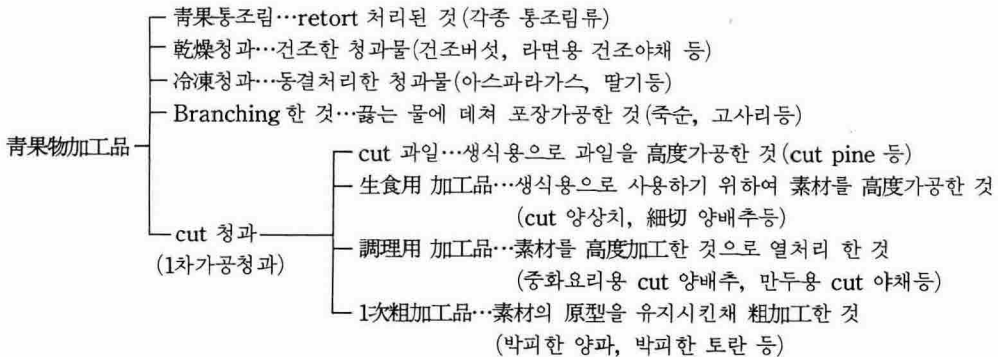 青果통조림…retort 처리된 것(각종 통조림류)
乾燥청과…건조한 청과물(건조버섯, 라면용 건조야채 등)
冷凍청과…동결처리한 청과물(아스파라가스, 딸기등)
Branching 한 것…끓는 물에 데쳐 포장가공한 것(죽순, 고사리등)
青果物加工品
cut 과일…생식용으로 과일을 高度가공한 것(cut pine 등)
生食用 加工品…생식용으로 사용하기 위하여 素材를 高度가공한 것
(cut 양상치, 細切 양배추등)
cut 청과
(1차가공청과)
調理用 加工品…素材를 高度加工한 것으로 열처리 한 것
(중화요리용 cut 양배추, 만두용 cut 야채등)
1次粗加工品…素材의 原型을 유지시킨채 粗加工한 것
(박피한 양과, 박피한 토란 등)